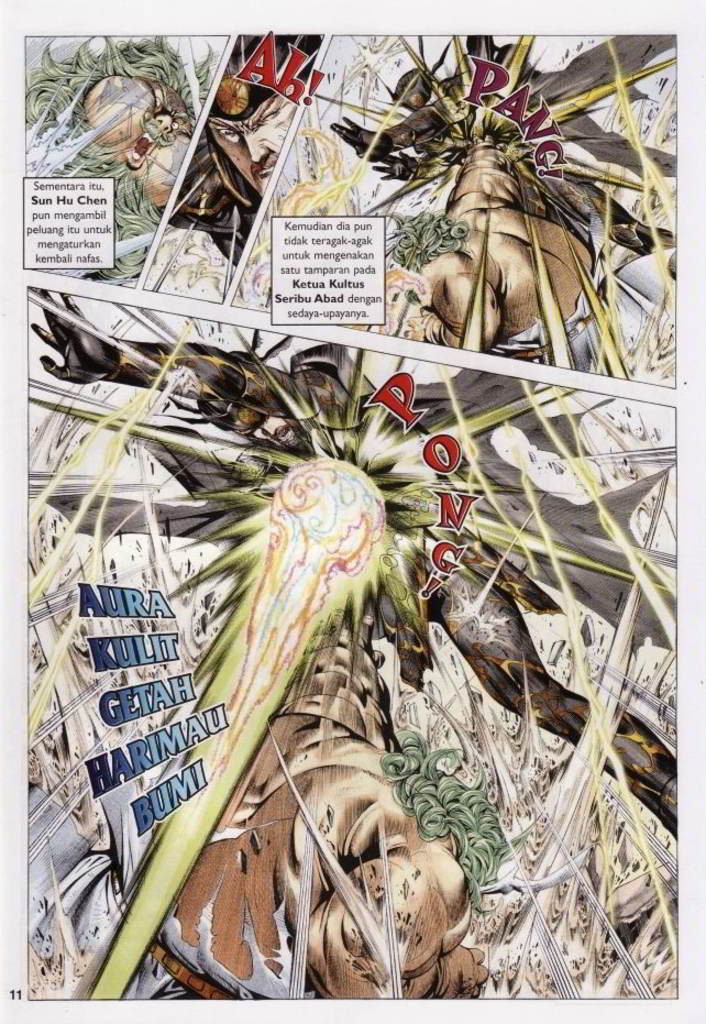 Ah!
PANG!
Sementara itu,
Sun Hu Chen
pun mengambil
peluang itu untuk
mengaturkan
kembali nafas.
Kemudian dia pun
tidak teragak-agak
untuk mengenakan
satu tamparan pada
Ketua Kultus
Seribu Abad dengan
sedaya-upayanya.
PONG!
AURA
KULIT
GETAH
HARIMAU
BUMI
11